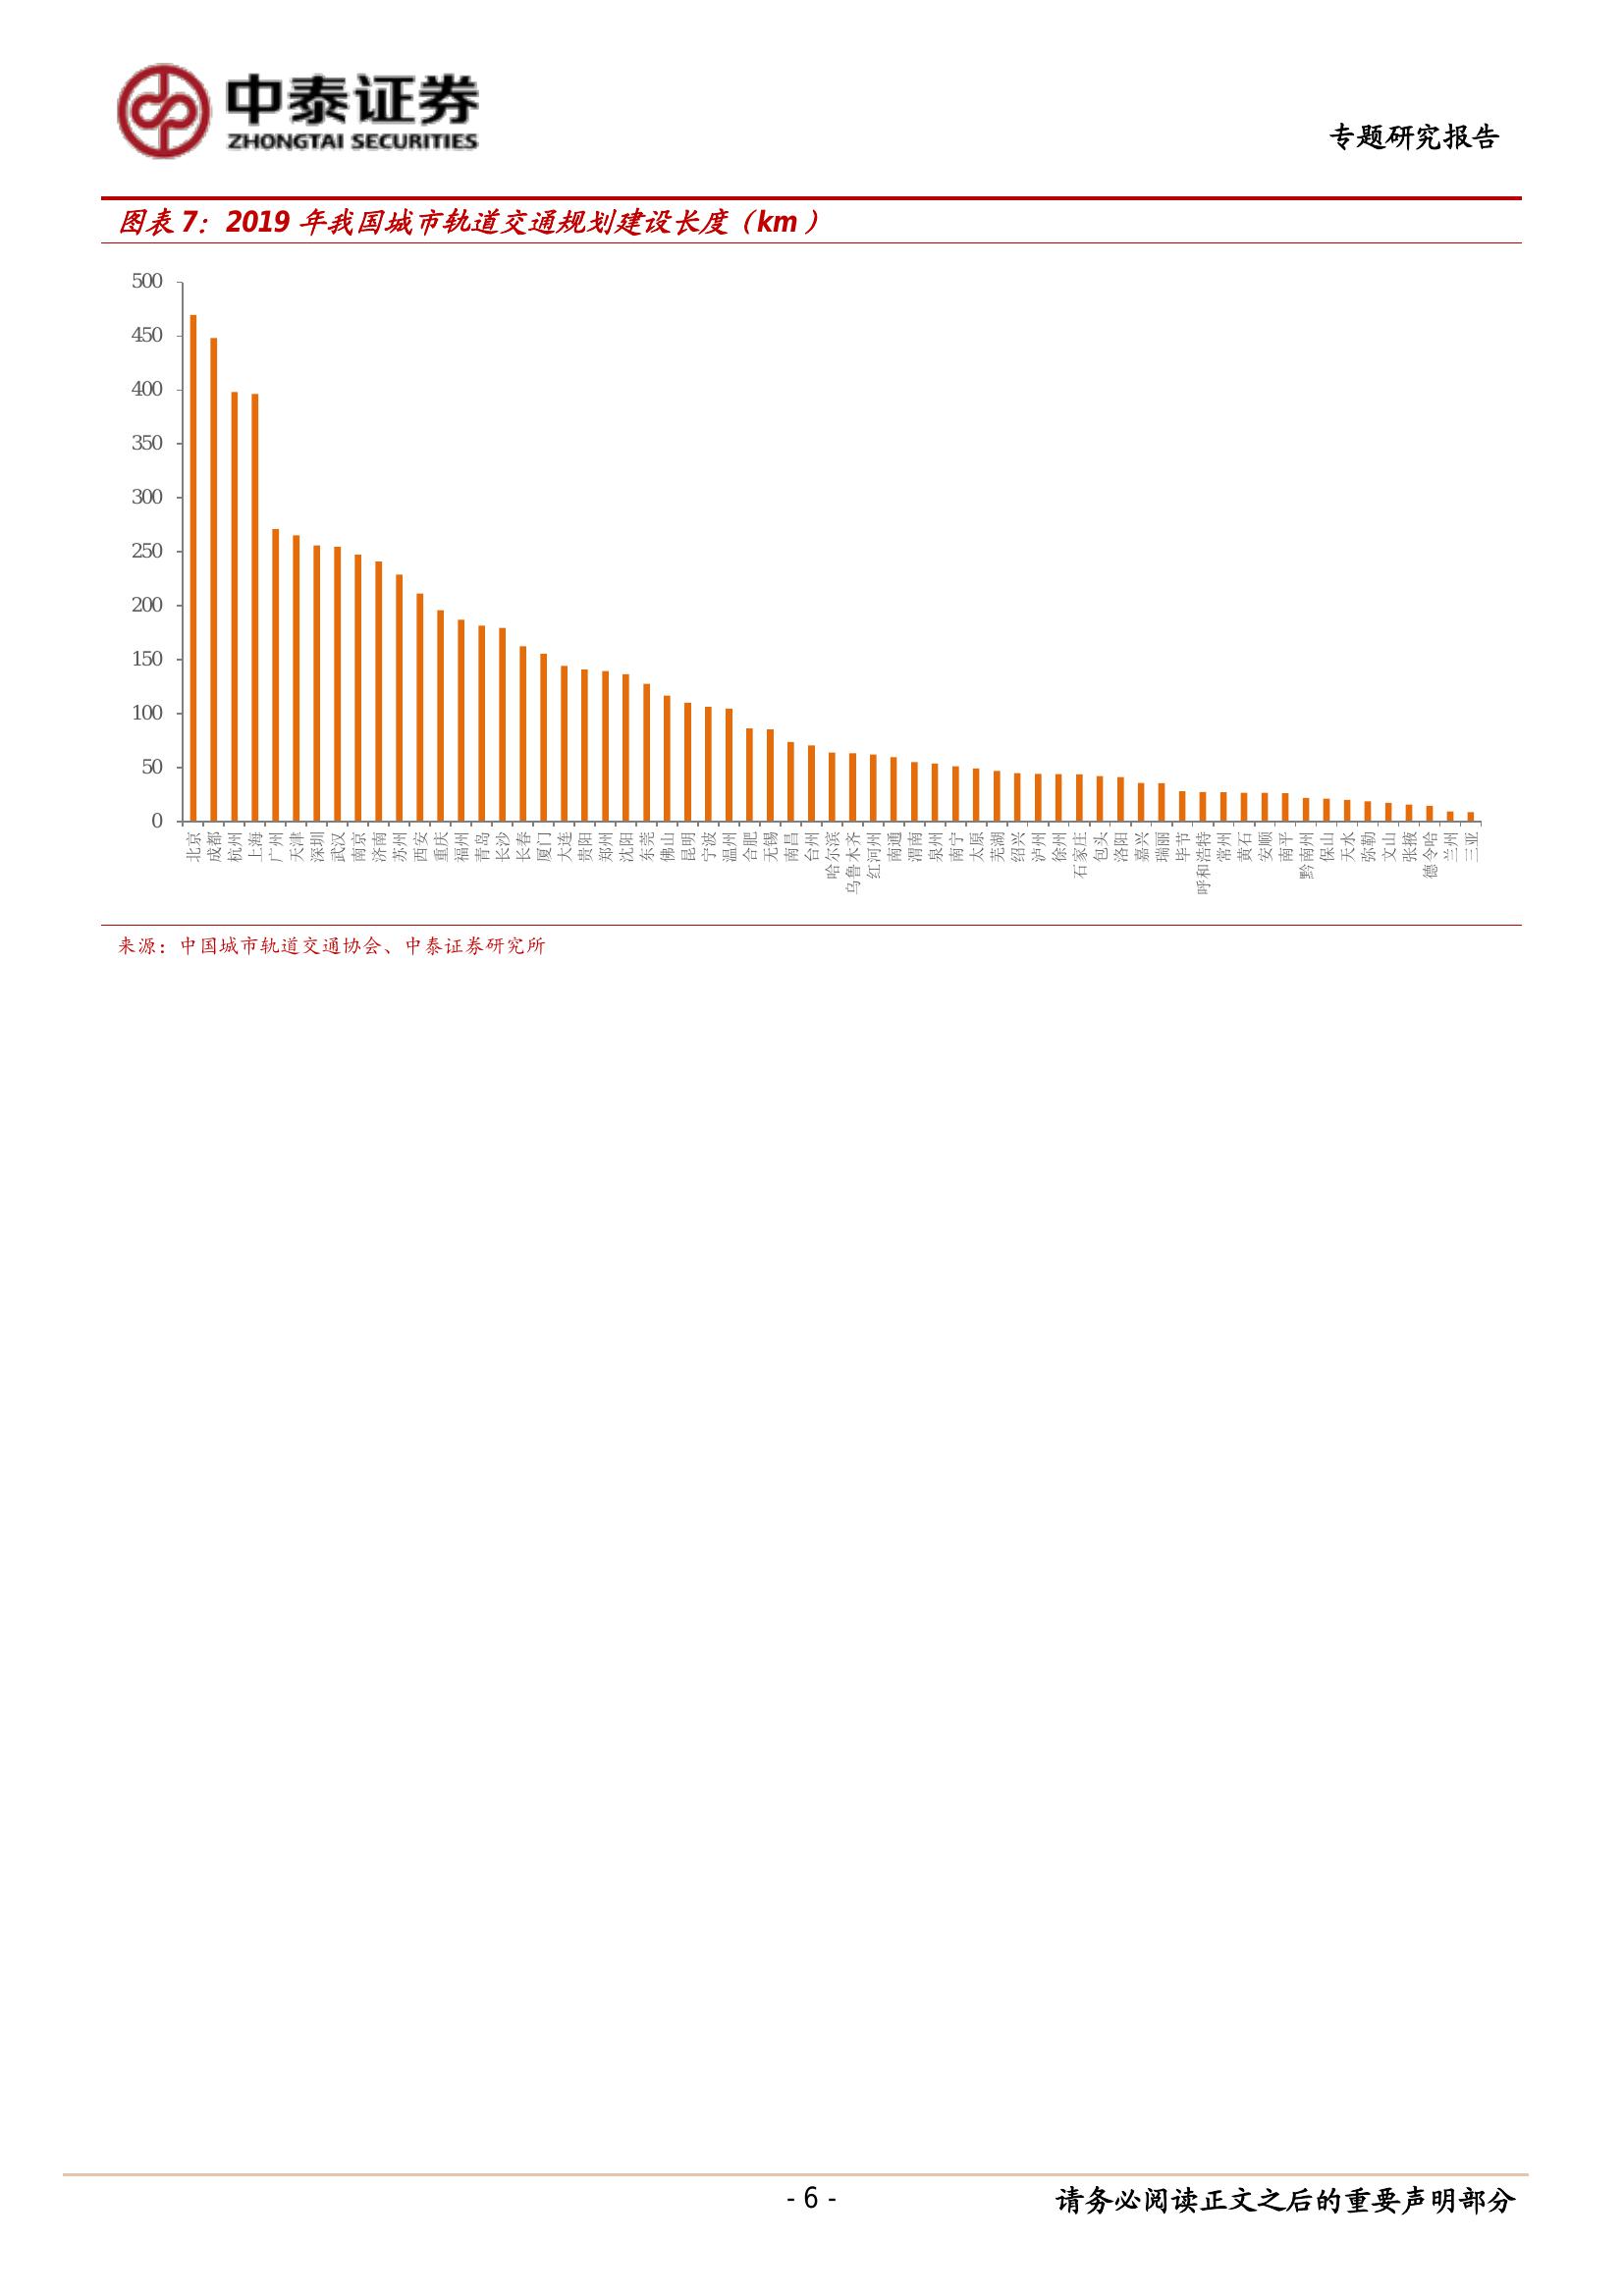 中泰证券
ZHONGTAI SECURITIES
专题研究报告
图表 7：2019 年我国城市轨道交通规划建设长度（km）
500
450
400
350
300
250
200
150
100
50
0
北京
成都
杭州
上海
广州
天津
深圳
武汉
南京
济南
苏州
西安
重庆
福州
青岛
长沙
长春
厦门
大连
贵阳
郑州
沈阳
东莞
佛山
昆明
宁波
温州
合肥
无锡
南昌
台州
哈尔滨
乌鲁木齐
红河州
南通
渭南
泉州
南宁
太原
芜湖
绍兴
泸州
徐州
石家庄
包头
洛阳
嘉兴
瑞丽
毕节
呼和浩特
常州
黄石
安顺
南平
黔南州
保山
天水
弥勒
文山
张掖
德令哈
兰州
三亚
来源：中国城市轨道交通协会、中泰证券研究所
- 6 -
请务必阅读正文之后的重要声明部分